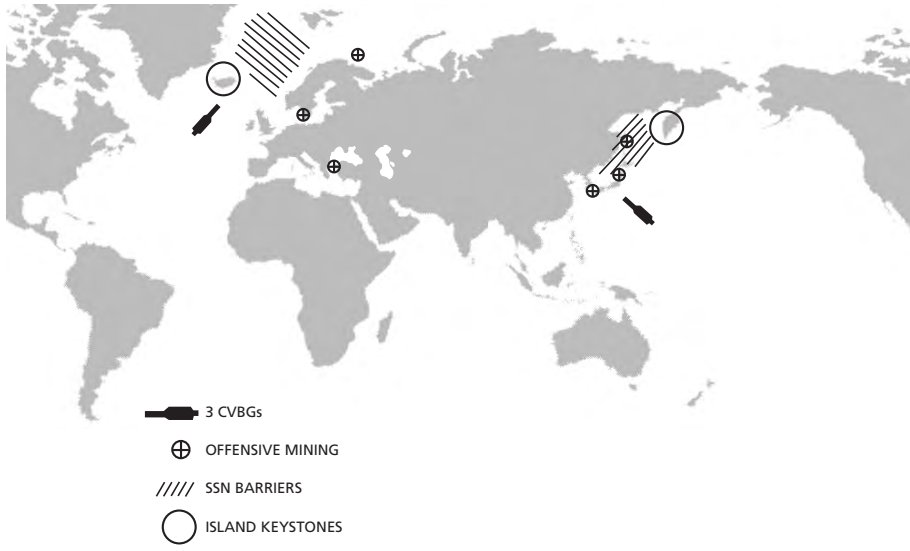 3 CVBGs
OFFENSIVE MINING
SSN BARRIERS
ISLAND KEYSTONES